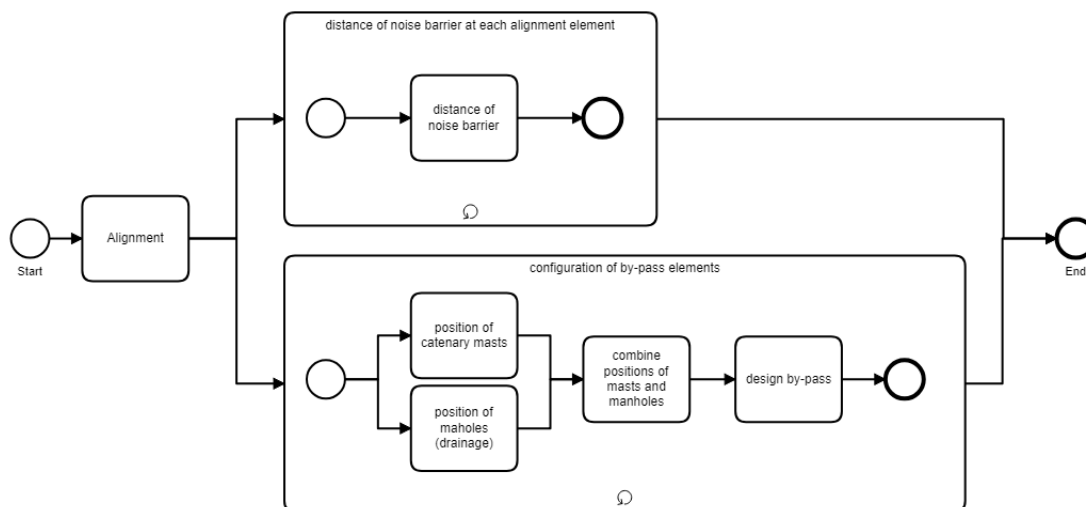 distance of noise barrier at each alignment element
distance of
noise barrier
Alignment
Start
End
configuration of by-pass elements
position of
catenary masts
position of
maholes
(drainage)
combine
positions of
masts and
manholes
design by-pass